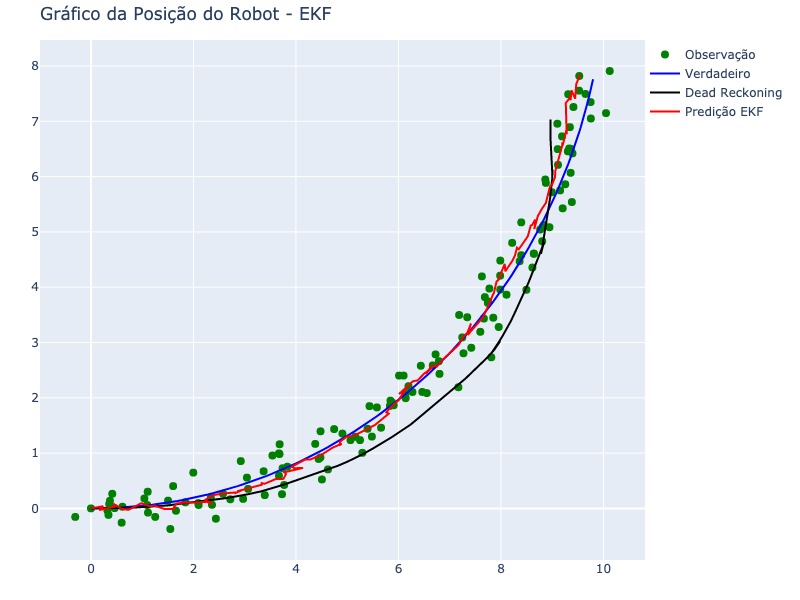 Gráfico da Posição do Robot - EKF
Observação
Verdadeiro
Dead Reckoning
Predição EKF
8
7
6
5
4
3
2
1
0
0 2 4 6 8 10